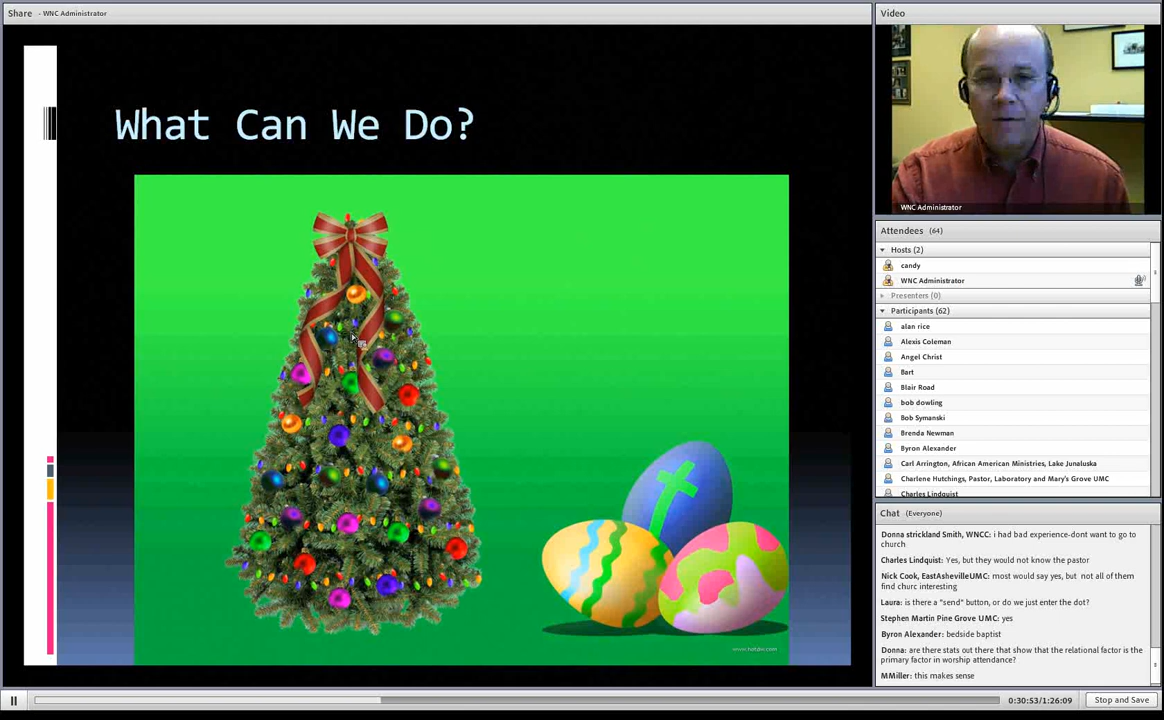 Share - WNC Administrator
What Can We Do?
www.hotdiv.com
Video
WNC Administrator
Attendees (64)
Hosts (2)
candy
WNC Administrator
Presenters (0)
Participants (62)
alan rice
Alexis Coleman
Angel Christ
Bart
Blair Road
bob dowling
Bob Symanski
Brenda Newman
Byron Alexander
Carl Arrington, African American Ministries, Lake Junaluska
Charlene Hutchings, Pastor, Laboratory and Mary's Grove UMC
Charles Lindquist
Chat (Everyone)
Donna strickland Smith, WNCC: i had bad experience-dont want to go to
church
Charles Lindquist: Yes, but they would not know the pastor
Nick Cook, EastAshevilleUMC: most would say yes, but not all of them
find churc interesting
Laura: is there a "send" button, or do we just enter the dot?
Stephen Martin Pine Grove UMC: yes
Byron Alexander: bedside baptist
Donna: are there stats out there that show that the relational factor is the
primary factor in worship attendance?
MMiller: this makes sense
0:30:53/1:26:09
Stop and Save